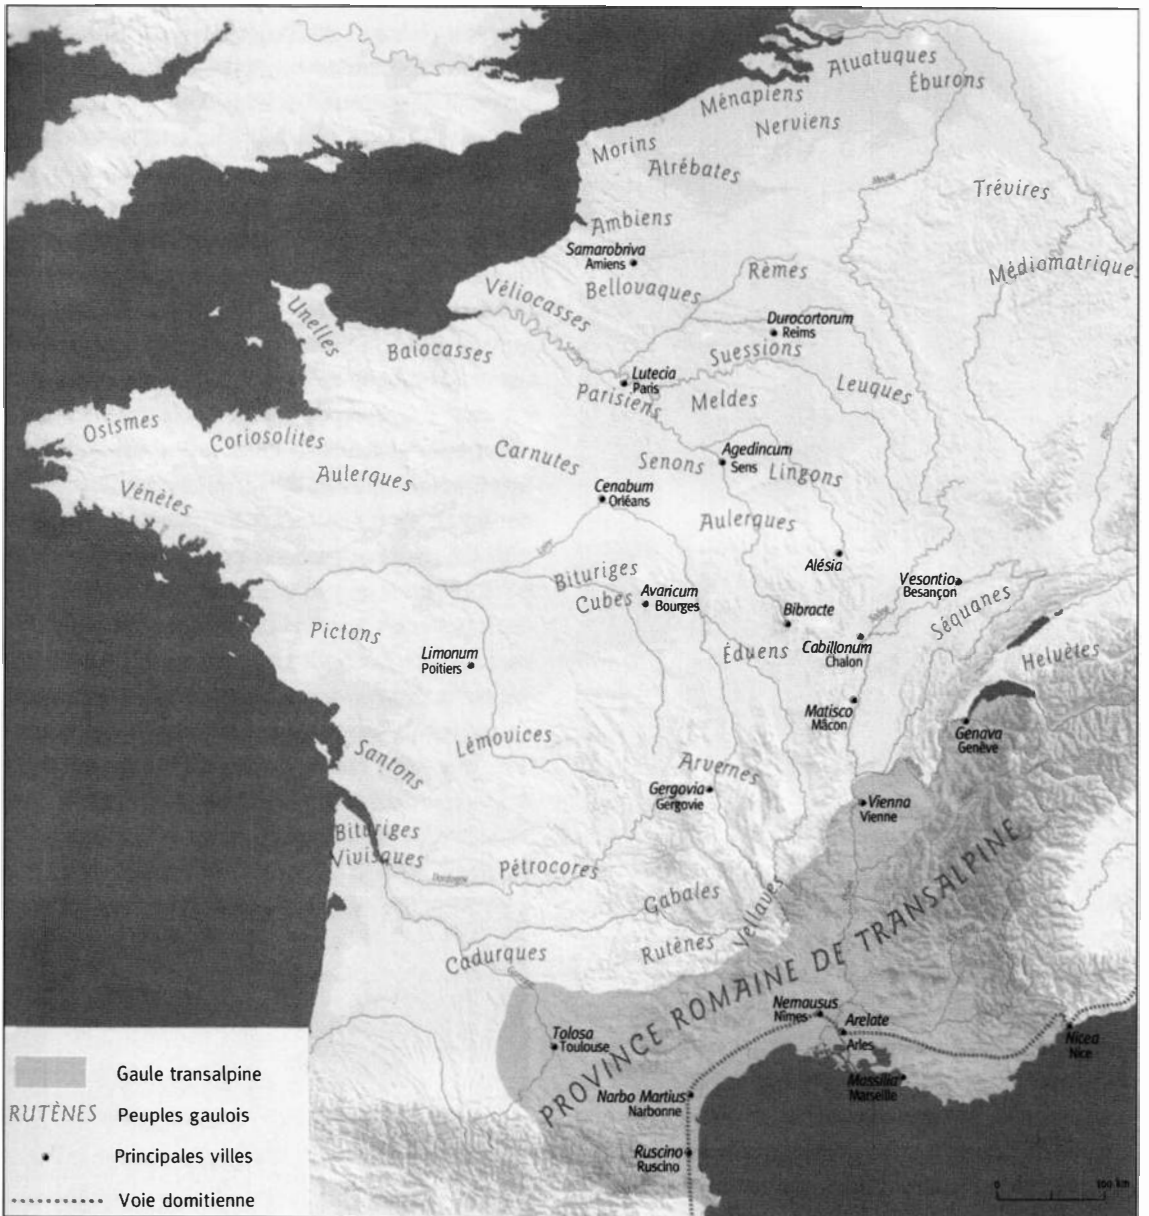 Atuatuques
Éburons
Ménapiens
Nerviens
Morins
Atrébates
Meuse
Trévires
Ambiens
Samarobriva
Amiens
Rèmes
Médiomatriques
Bellovaques
Véliocasses
Unelles
Durocortorum
Reims
Baiocasses
Suessions
Lutecia
Paris
Leuques
Parisiens
Meldes
Osismes
Coriosolites
Carnutes
Agedincum
Sens
Senons
Lingons
Aulerques
Vénètes
Cenabum
Orléans
Aulerques
Loire
Alésia
Bituriges
Cubes
Avaricum
Bourges
Vesontio
Besançon
Bibracte
Séquanes
Pictons
Limonum
Poitiers
Éduens
Cabillonum
Chalon
Helvètes
Matisco
Mâcon
Genava
Genève
Lémovices
Santons
Arvernes
Gergovia
Gergovie
Vienna
Vienne
Bituriges
Vivisques
Dordogne
Pétrocores
Gabales
Vellaves
Rutènes
Cadurques
PROVINCE ROMAINE DE TRANSALPINE
Nemausus
Nîmes
Arelate
Arles
Tolosa
Toulouse
Nicea
Nice
Massilia
Marseille
Narbo Martius
Narbonne
Ruscino
Ruscino
Gaule transalpine
RUTÈNES Peuples gaulois
Principales villes
Voie domitienne
0 100 km